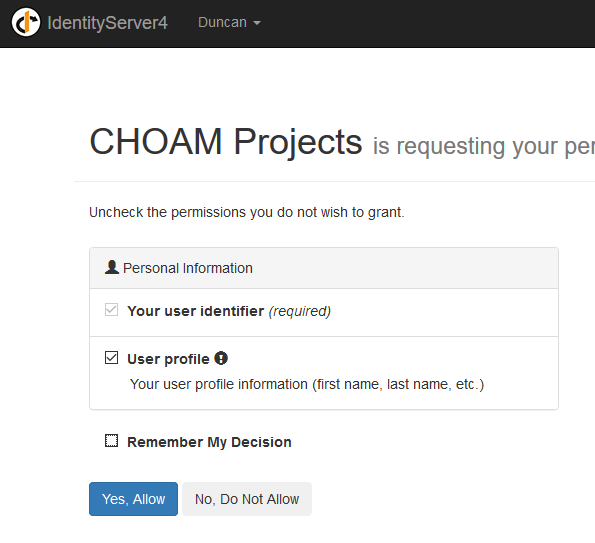 IdentityServer4 Duncan
CHOAM Projects is requesting your per
Uncheck the permissions you do not wish to grant.
Personal Information
Your user identifier (required)
User profile
Your user profile information (first name, last name, etc.)
Remember My Decision
Yes, Allow No, Do Not Allow